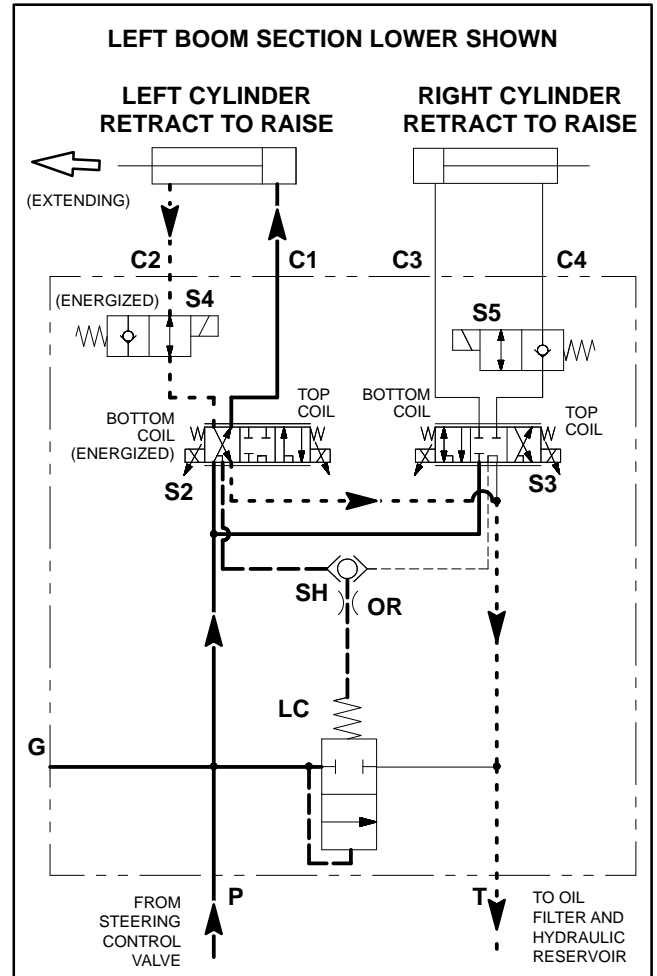 LEFT BOOM SECTION LOWER SHOWN
LEFT CYLINDER
RETRACT TO RAISE
RIGHT CYLINDER
RETRACT TO RAISE
(EXTENDING)
C2
C1
C3
C4
(ENERGIZED)
S4
S5
BOTTOM
COIL
(ENERGIZED)
TOP
COIL
BOTTOM
COIL
TOP
COIL
S2
S3
SH
OR
LC
G
P
T
FROM
STEERING
CONTROL
VALVE
TO OIL
FILTER AND
HYDRAULIC
RESERVOIR